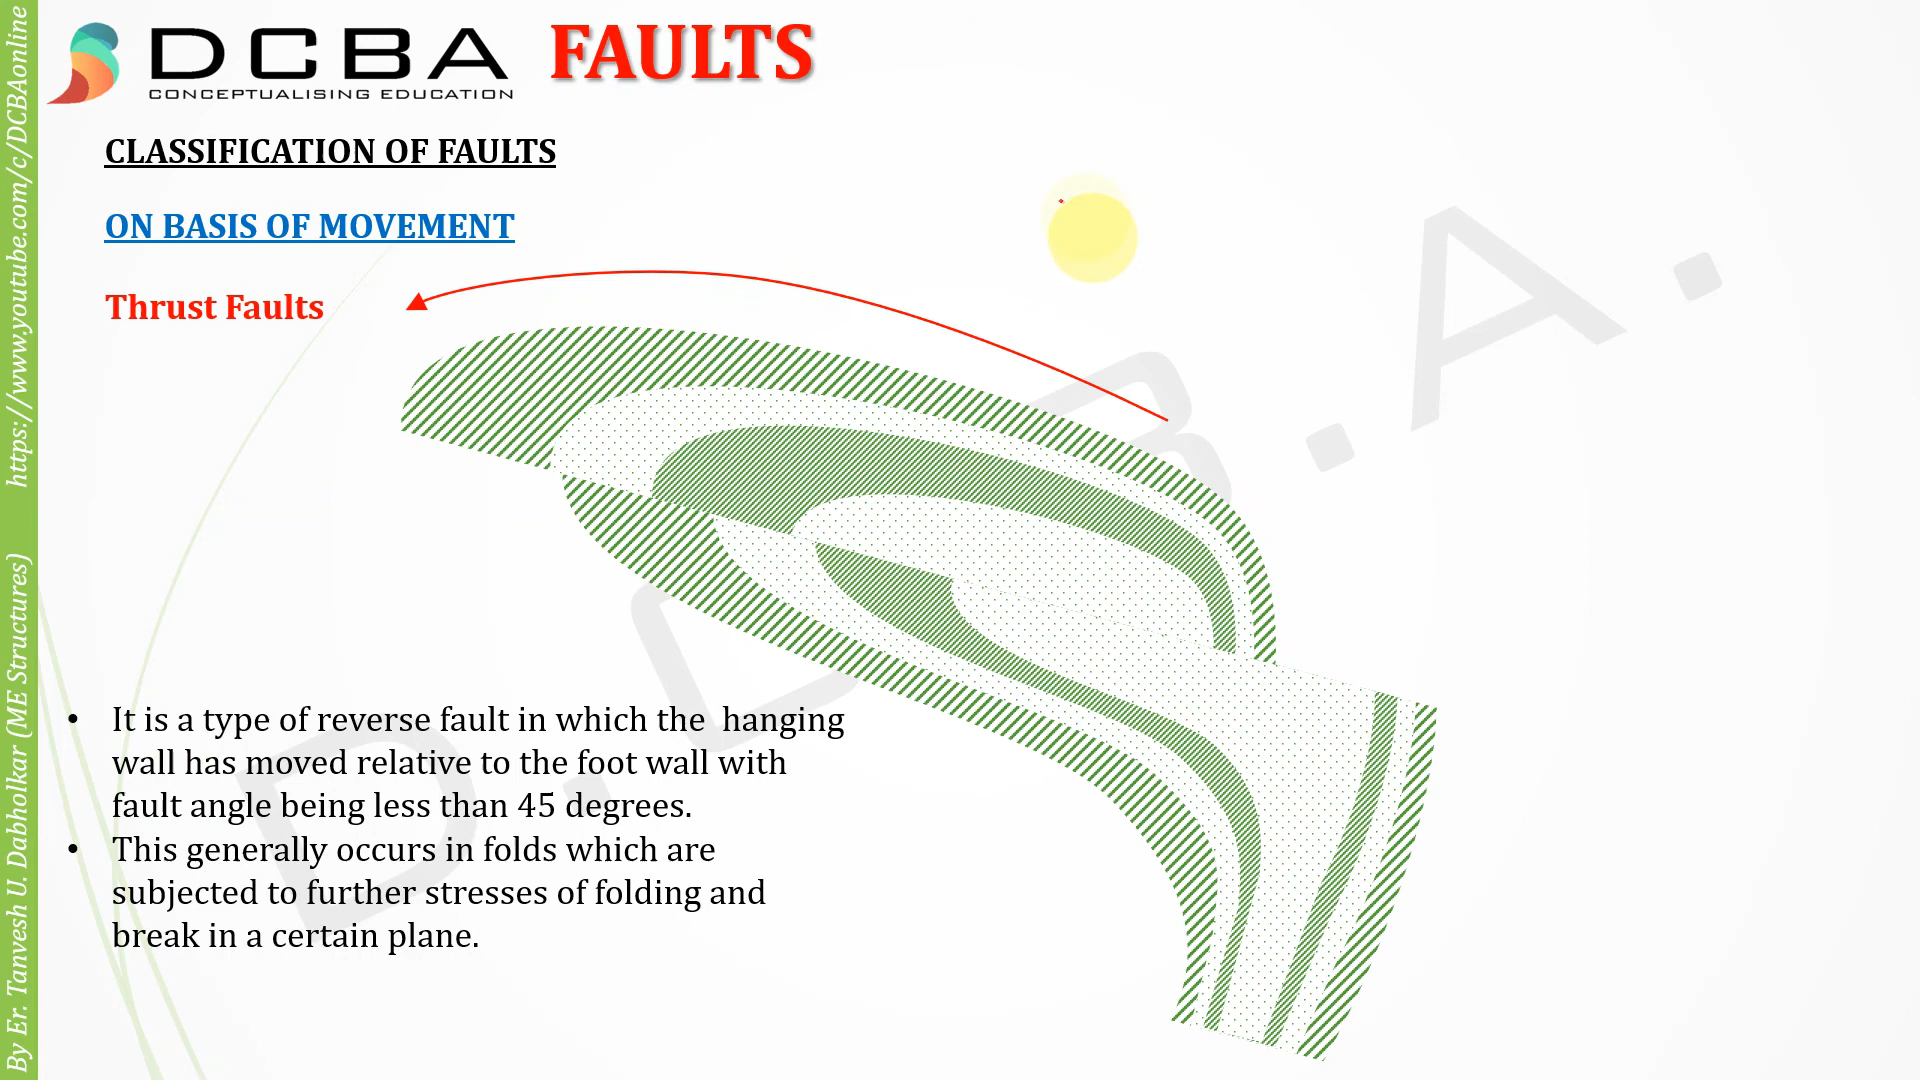 DCBA
CONCEPTUALISING EDUCATION
FAULTS
CLASSIFICATION OF FAULTS
ON BASIS OF MOVEMENT
Thrust Faults
• It is a type of reverse fault in which the hanging
wall has moved relative to the foot wall with
fault angle being less than 45 degrees.
• This generally occurs in folds which are
subjected to further stresses of folding and
break in a certain plane.
By Er. Tanvesh U. Dabholkar (ME Structures) https://www.youtube.com/c/DCBAonline
D.C.B.A.